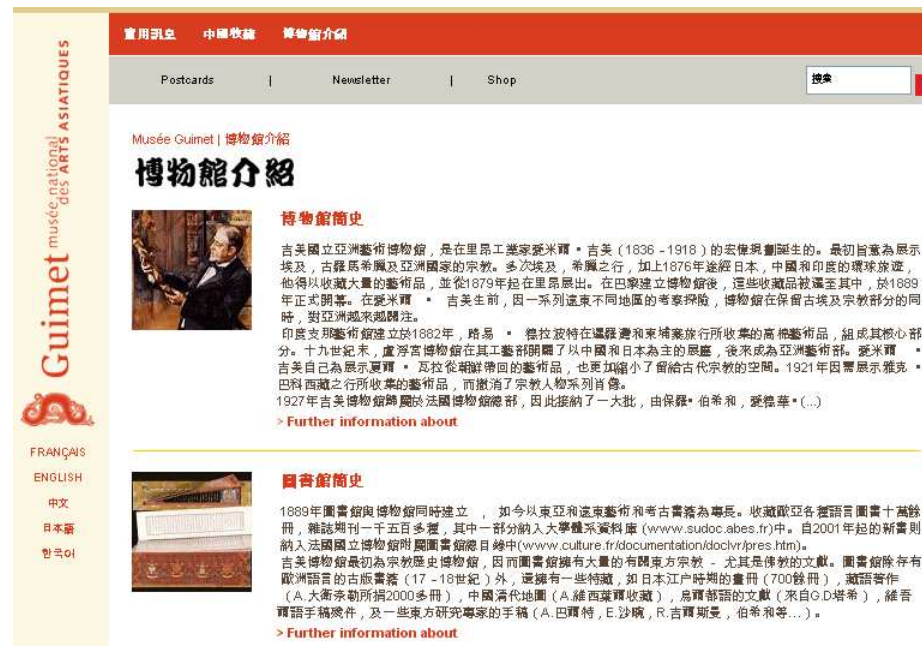 實用訊息 中國收藏 博物館介紹
Postcards | Newsletter | Shop
搜索
Guimet musée national des ARTS ASIATIQUES
FRANÇAIS
ENGLISH
中文
日本語
한국어
Musée Guimet | 博物館介紹
博物館介紹
博物館簡史
吉美國立亞洲藝術博物館，是在里昂工業家愛米爾 • 吉美 ( 1836 - 1918 ) 的宏偉規劃誕生的。最初旨意為展示
埃及，古羅馬希臘及亞洲國家的宗教。多次埃及，希臘之行，加上1876年途經日本，中國和印度的環球旅遊，
他得以收藏大量的藝術品，並從1879年起在里昂展出。在巴黎建立博物館後，這些收藏品被遷至其中，於1889
年正式開幕。在愛米爾 • 吉美生前，因一系列遠東不同地區的考察探險，博物館在保留古埃及宗教部分的同
時，對亞洲越來越關注。
印度支那藝術館建立於1882年，路易 • 德拉波特在暹羅灣和柬埔寨旅行所收集的高棉藝術品，組成其核心部
分。十九世紀末，盧浮宮博物館在其工藝部開闢了以中國和日本為主的展廳，後來成為亞洲藝術部。愛米爾 •
吉美自己為展示夏爾 • 瓦拉從朝鮮帶回的藝術品，也更加縮小了留給古代宗教的空間。1921年因需展示雅克 •
巴科西藏之行所收集的藝術品，而撤消了宗教人物系列肖像。
1927年吉美博物館歸屬於法國博物館總部，因此接納了一大批，由保羅• 伯希和，愛德華• (...)
> Further information about
圖書館簡史
1889年圖書館與博物館同時建立 ，如今以東亞和遠東藝術和考古書籍為專長。收藏歐亞各種語言圖書十萬餘
冊，雜誌期刊一千五百多種，其中一部分納入大學體系資料庫 (www.sudoc.abes.fr)中。自2001年起的新書則
納入法國國立博物館附屬圖書館總目錄中(www.culture.fr/documentation/doclvr/pres.htm)。
吉美博物館最初為宗教歷史博物館，因而圖書館擁有大量的有關東方宗教 - 尤其是佛教的文獻。圖書館除存有
歐洲語言的古版書籍 ( 17 - 18世紀 ) 外，還擁有一些特藏，如日本江戶時期的畫冊 ( 700餘冊 ) ，藏語著作
( A.大衛奈勒所捐2000多冊 ) ，中國清代地圖 ( A.維西葉爾收藏 ) ，烏爾都語的文獻 ( 來自G.D塔希 ) ，維吾
爾語手稿殘件，及一些東方研究專家的手稿 ( A.巴爾特，E.沙畹，R.吉爾斯曼，伯希和等... ) 。
> Further information about